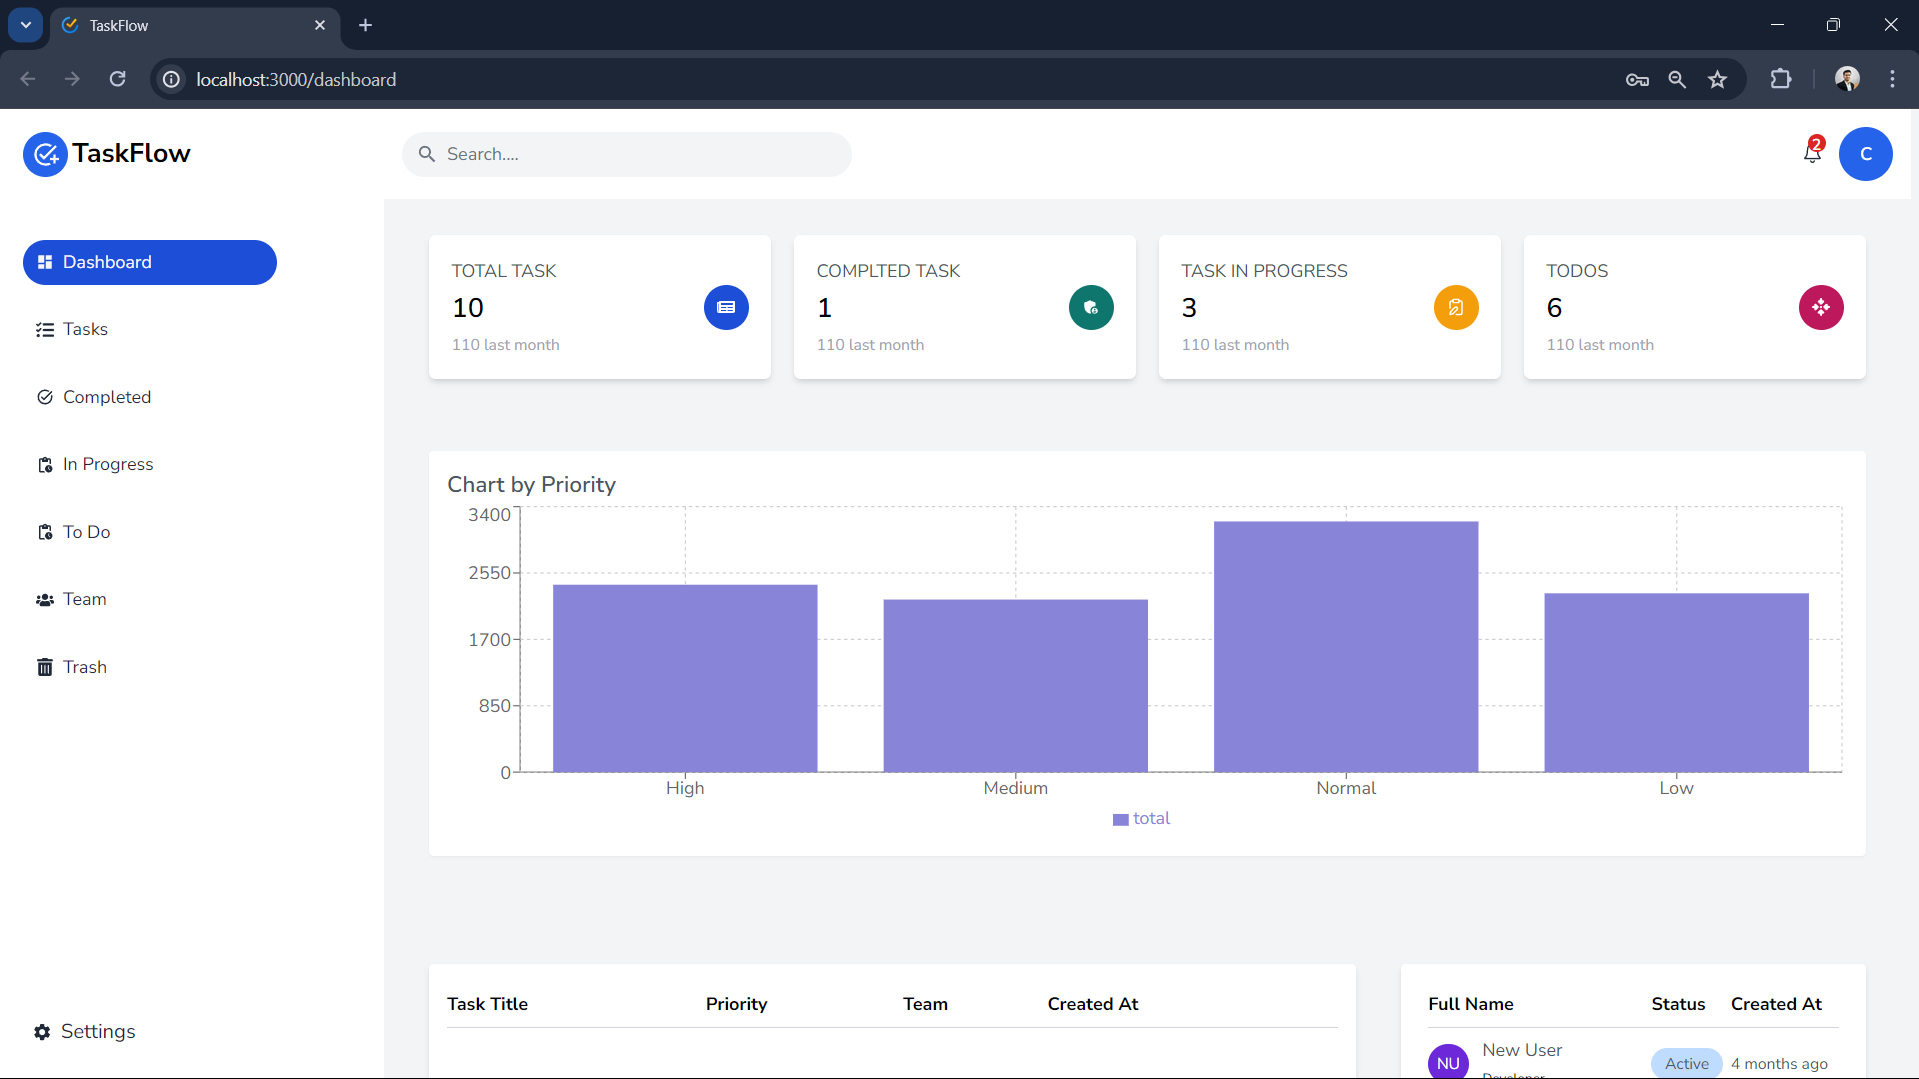 TaskFlow
localhost:3000/dashboard
TaskFlow
Search....
2
C
Dashboard
Tasks
Completed
In Progress
To Do
Team
Trash
Settings
TOTAL TASK
10
110 last month
COMPLTED TASK
1
110 last month
TASK IN PROGRESS
3
110 last month
TODOS
6
110 last month
Chart by Priority
3400
2550
1700
850
0
High Medium Normal Low
total
Task Title Priority Team Created At
Full Name Status Created At
NU New User Active 4 months ago
Developer